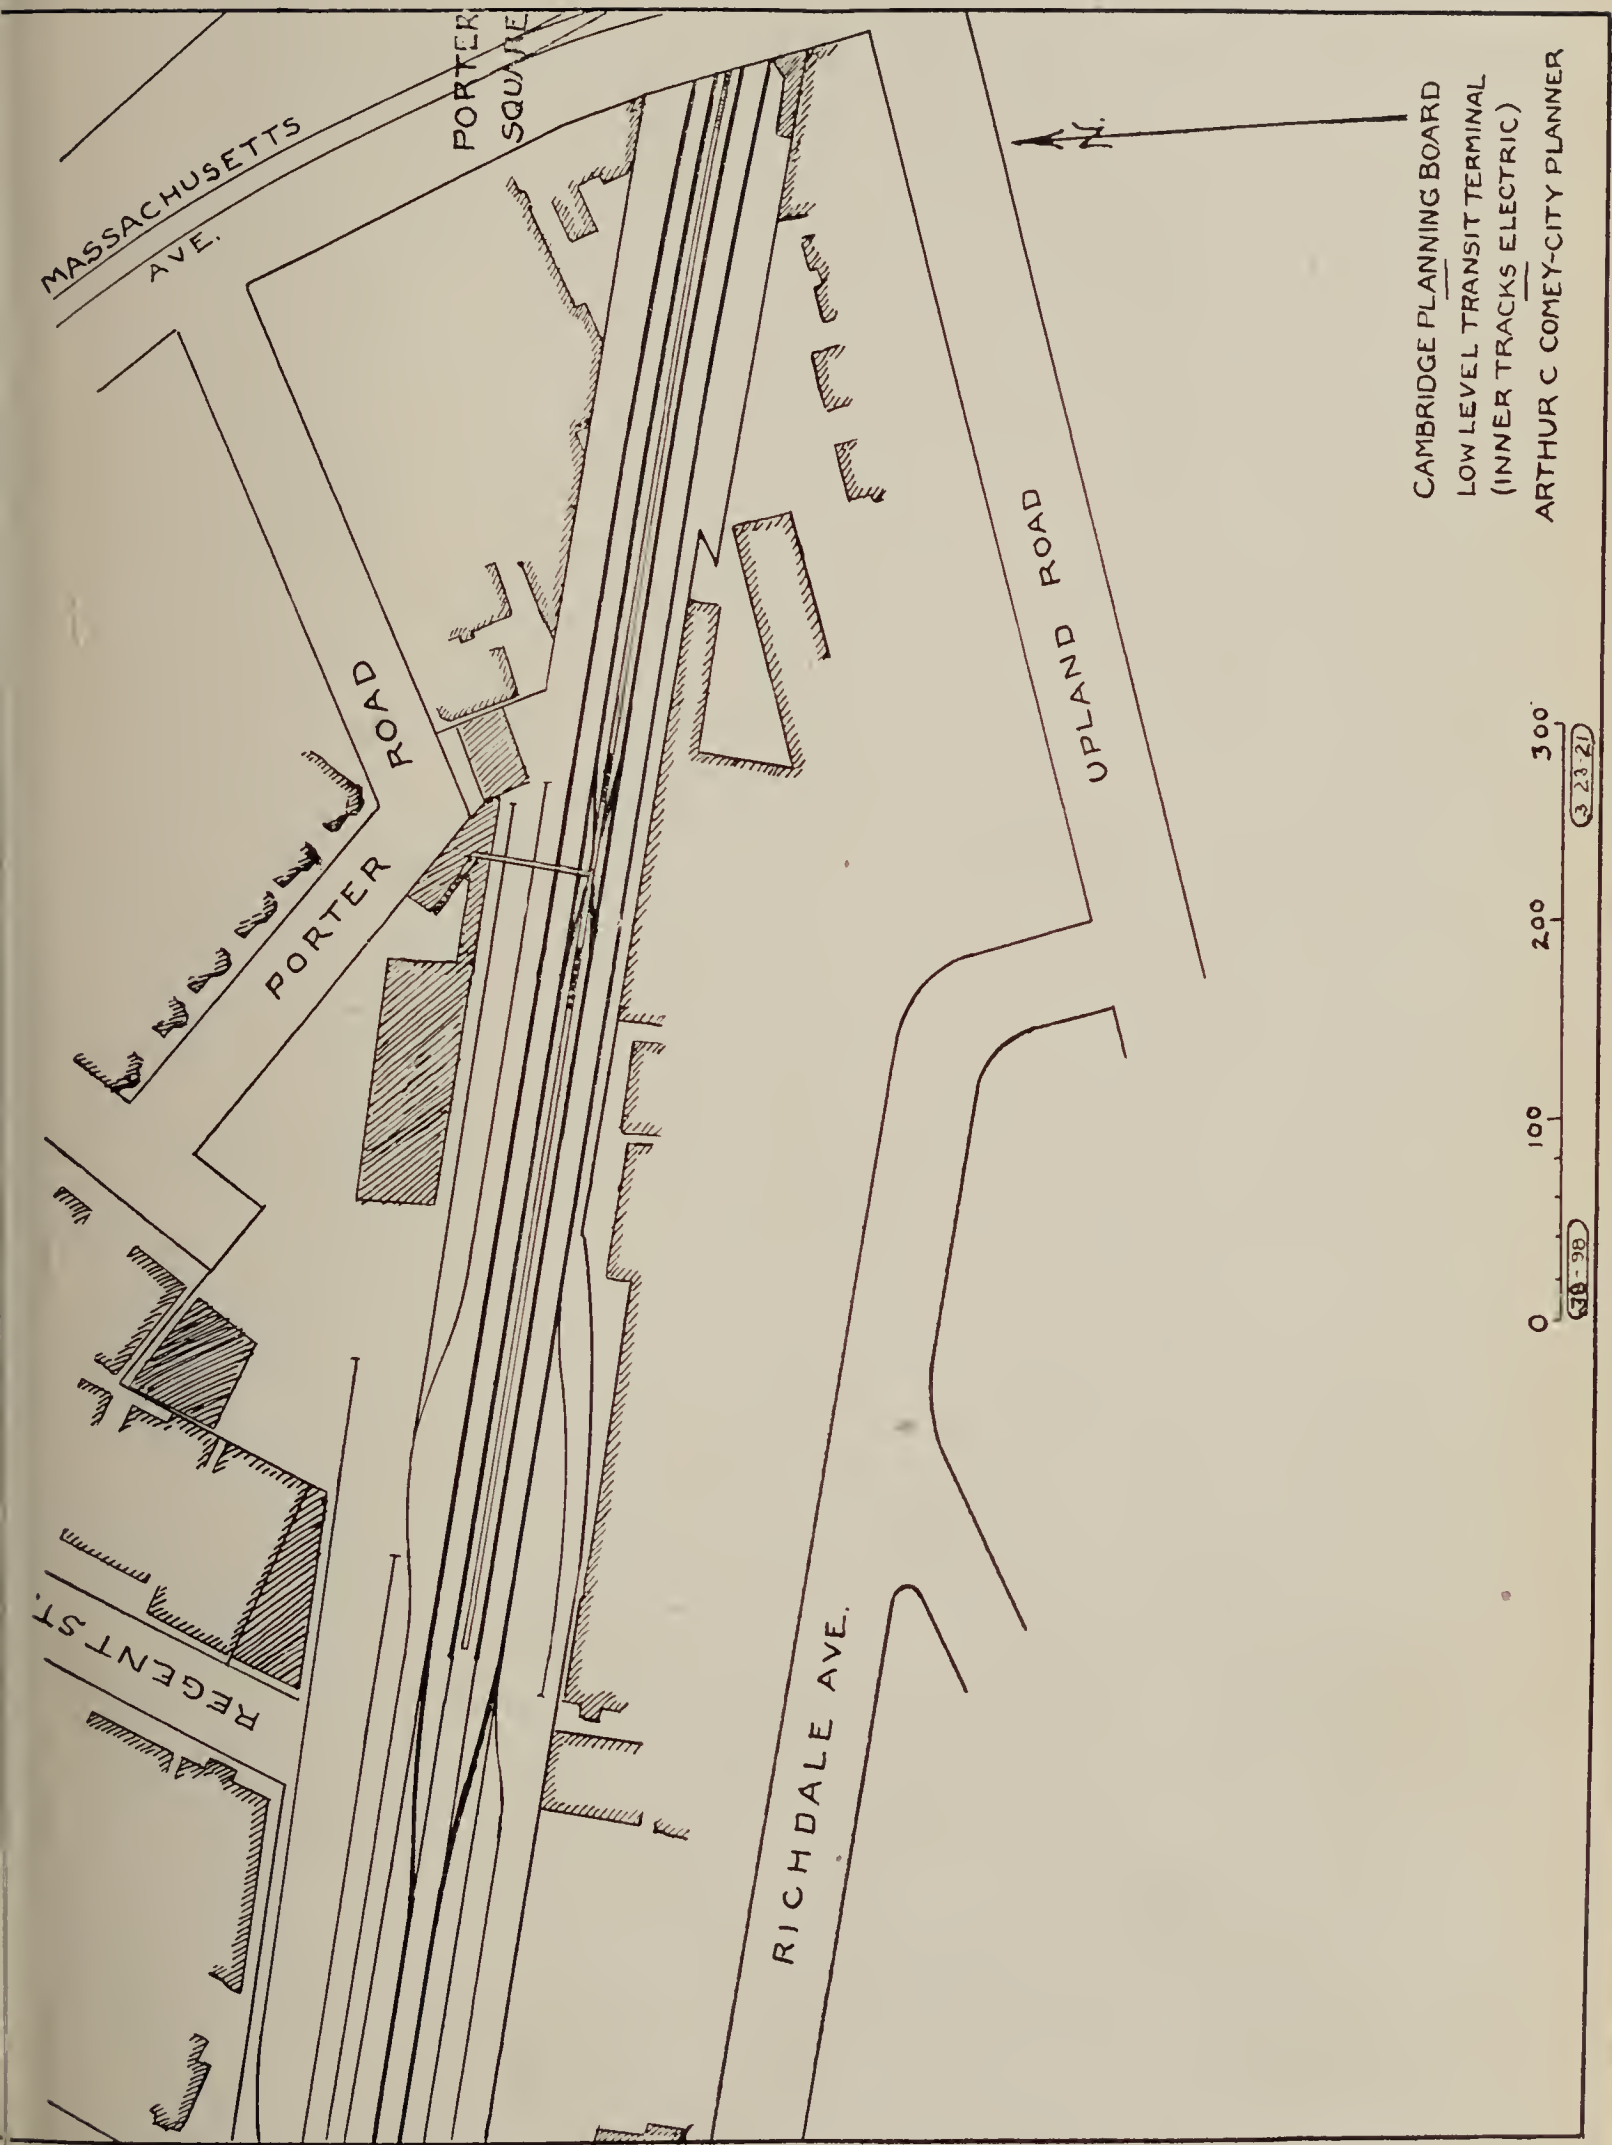 MASSACHUSETTS
AVE.
PORTER
SQUARE
PORTER ROAD
REGENT ST.
UPLAND ROAD
RICHDALE AVE.
N.
CAMBRIDGE PLANNING BOARD
LOW LEVEL TRANSIT TERMINAL
(INNER TRACKS ELECTRIC)
ARTHUR C COMEY-CITY PLANNER
0 100 200 300
3 23-21